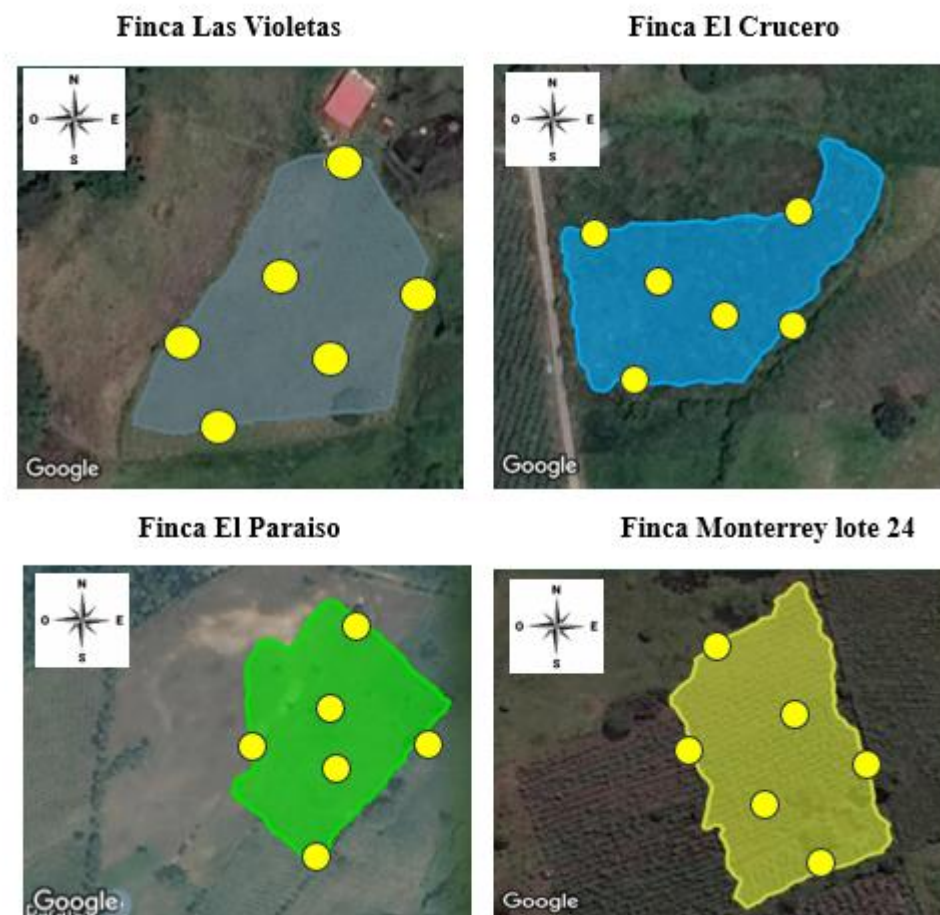 Finca Las Violetas
Finca El Crucero
N
O E
S
Google
N
O E
S
Google
Finca El Paraiso
Finca Monterrey lote 24
N
O E
S
Google
N
O E
S
Google